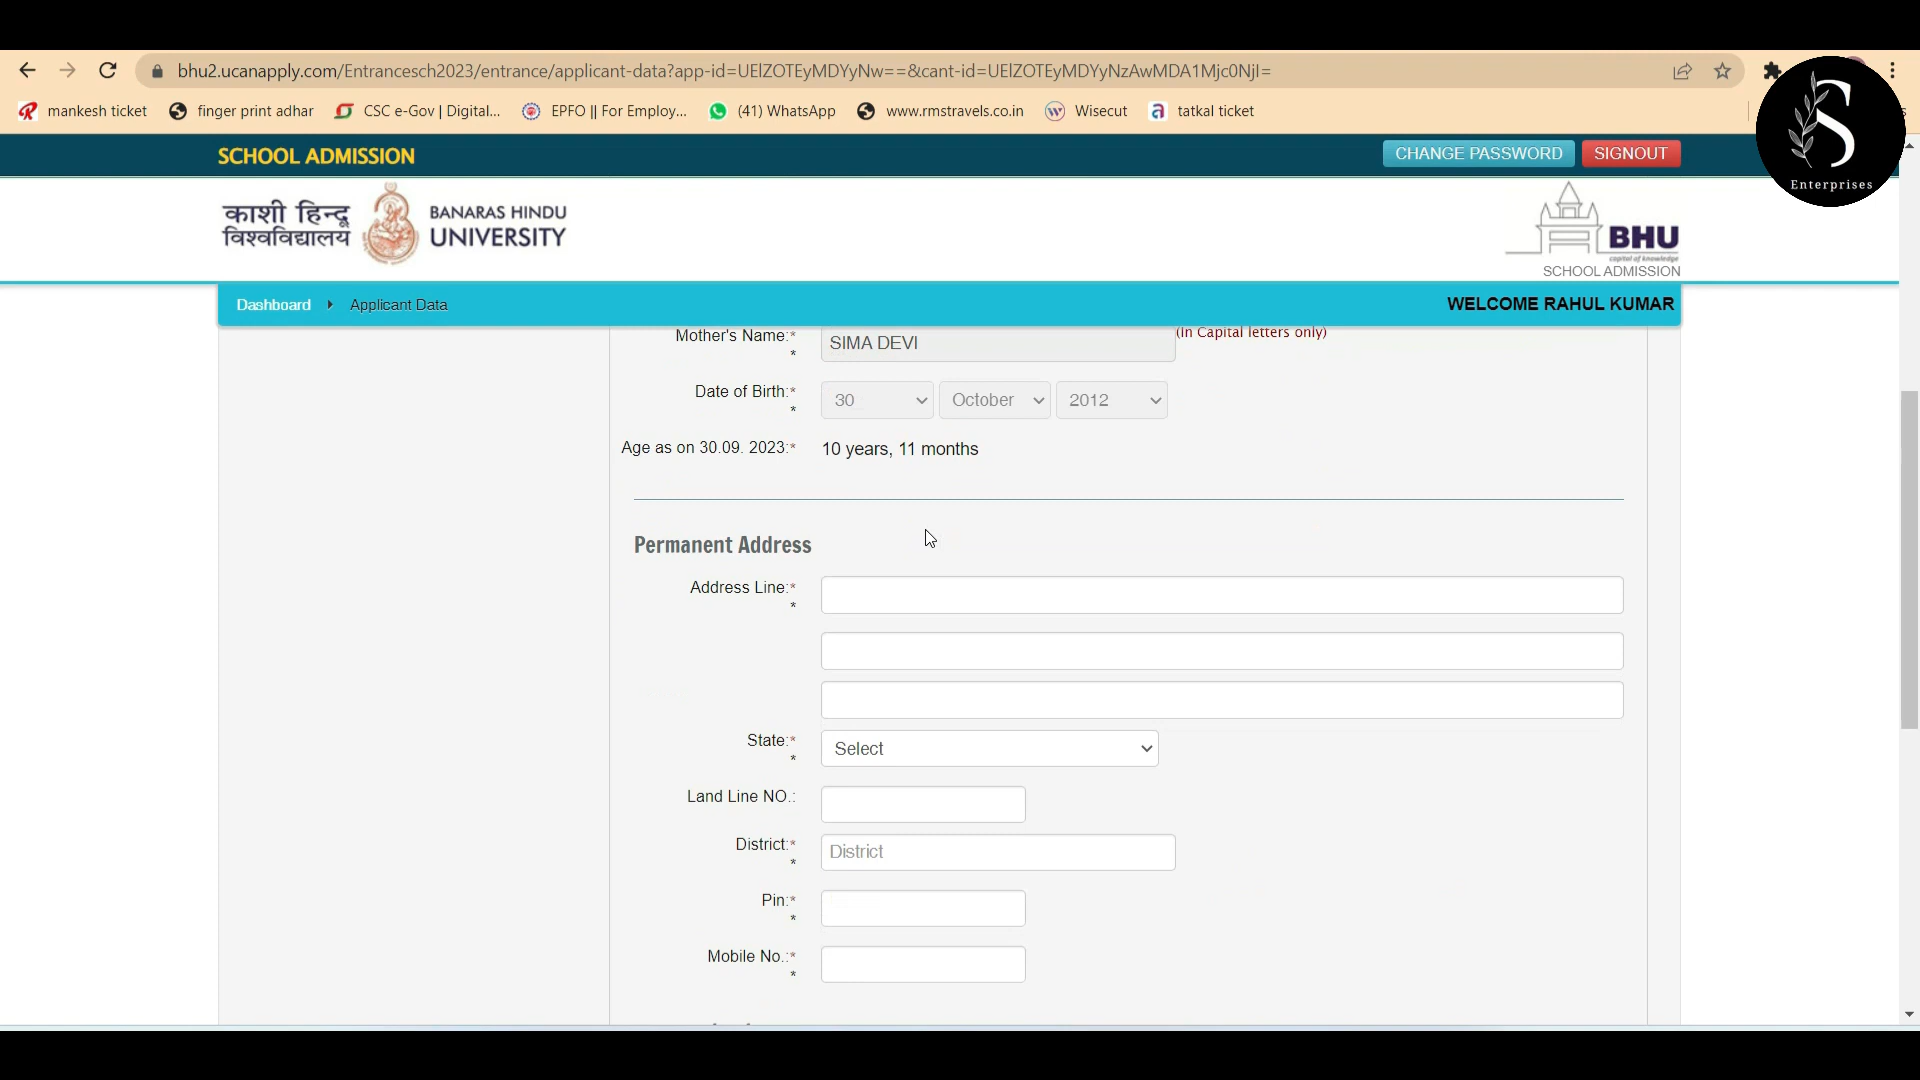 bhu2.ucanapply.com/Entrancesch2023/entrance/applicant-data?app-id=UElZOTEyMDYyNw==&cant-id=UElZOTEyMDYyNzAwMDA1Mjc0NjI=
mankesh ticket
finger print adhar
CSC e-Gov | Digital...
EPFO || For Employ...
(41) WhatsApp
www.rmstravels.co.in
Wisecut
tatkal ticket
S
Enterprises
SCHOOL ADMISSION
CHANGE PASSWORD
SIGNOUT
काशी हिन्दू
विश्वविद्यालय
BANARAS HINDU
UNIVERSITY
BHU
capital of knowledge
SCHOOL ADMISSION
Dashboard
Applicant Data
WELCOME RAHUL KUMAR
Mother's Name:*
*
SIMA DEVI
(In Capital letters only)
Date of Birth:*
*
30
October
2012
Age as on 30.09. 2023:*
10 years, 11 months
Permanent Address
Address Line:*
*
State:*
*
Select
Land Line NO.:
District:*
*
District
Pin:*
*
Mobile No.:*
*